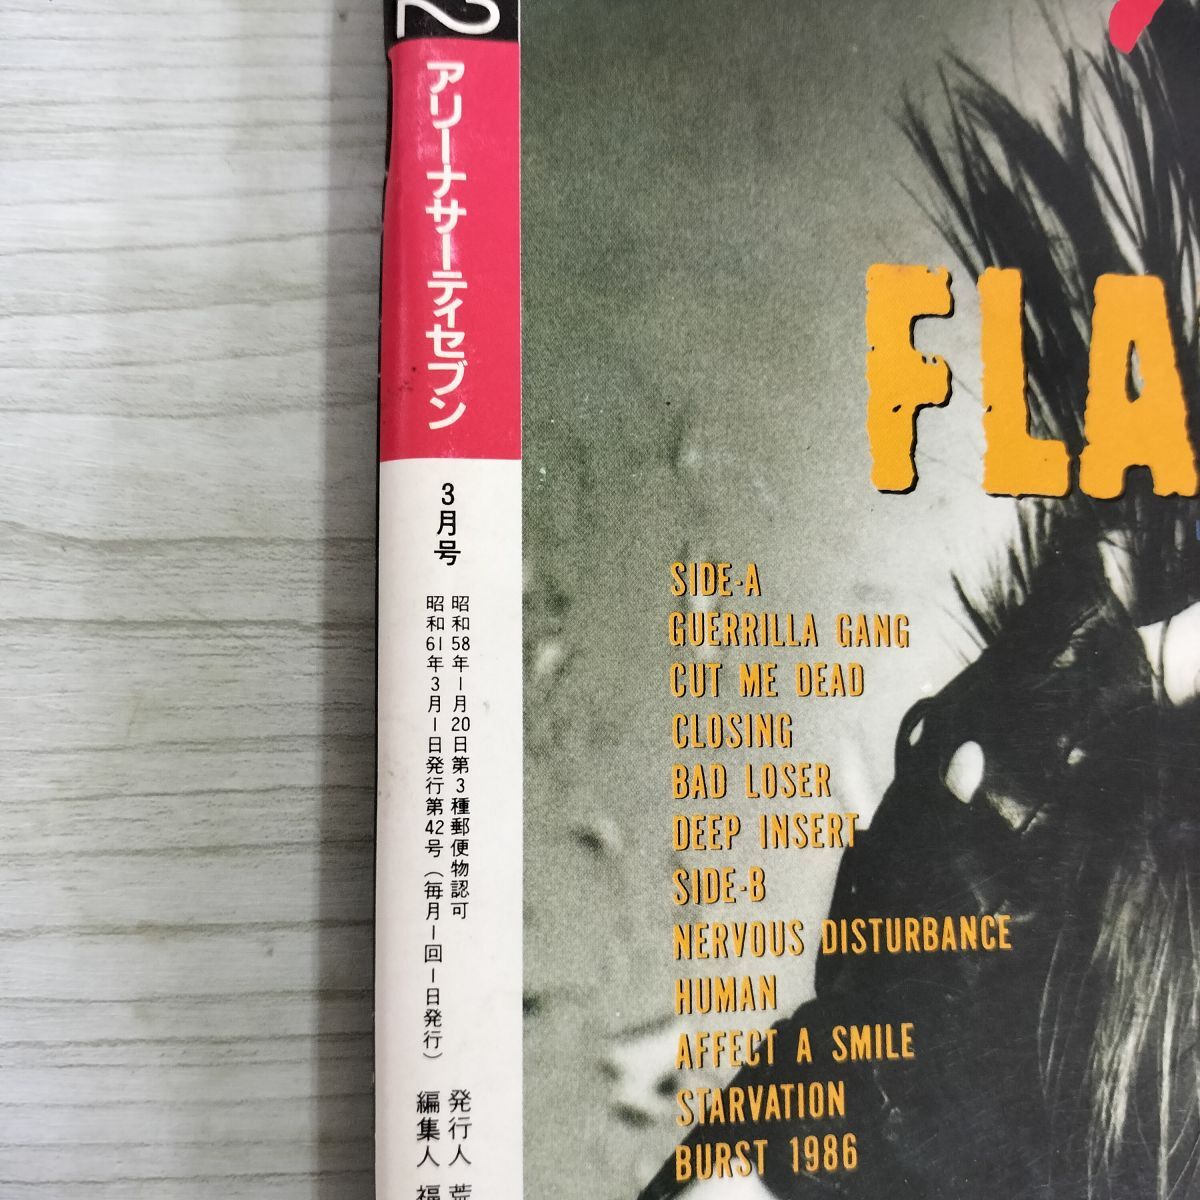 2
アリーナサーティセブン
3月号
昭和58年1月20日第3種郵便物認可
昭和61年3月1日発行第42号(毎月1回1日発行)
発行人 荒
編集人 福
FLA
SIDE-A
GUERRILLA GANG
CUT ME DEAD
CLOSING
BAD LOSER
DEEP INSERT
SIDE-B
NERVOUS DISTURBANCE
HUMAN
AFFECT A SMILE
STARVATION
BURST 1986